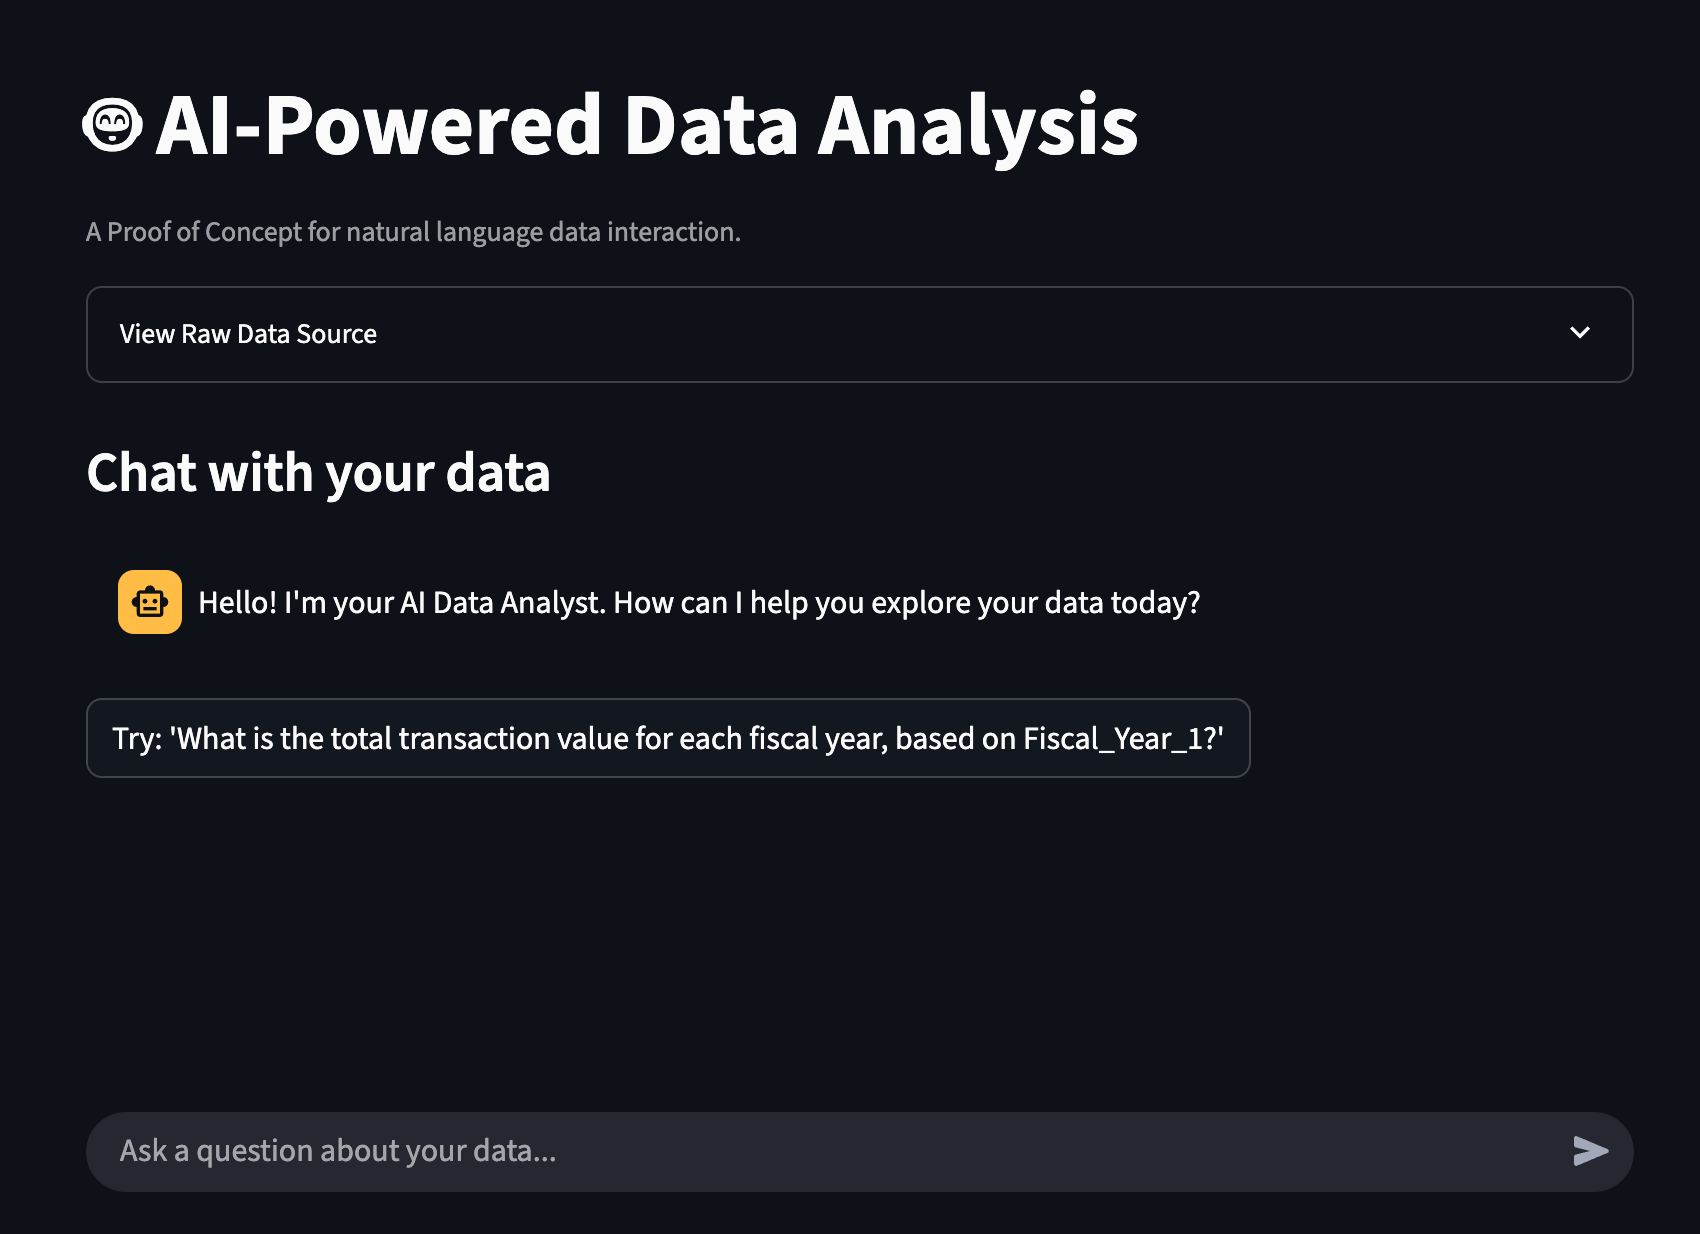 AI-Powered Data Analysis
A Proof of Concept for natural language data interaction.
View Raw Data Source
Chat with your data
Hello! I'm your AI Data Analyst. How can I help you explore your data today?
Try: 'What is the total transaction value for each fiscal year, based on Fiscal_Year_1?'
Ask a question about your data...